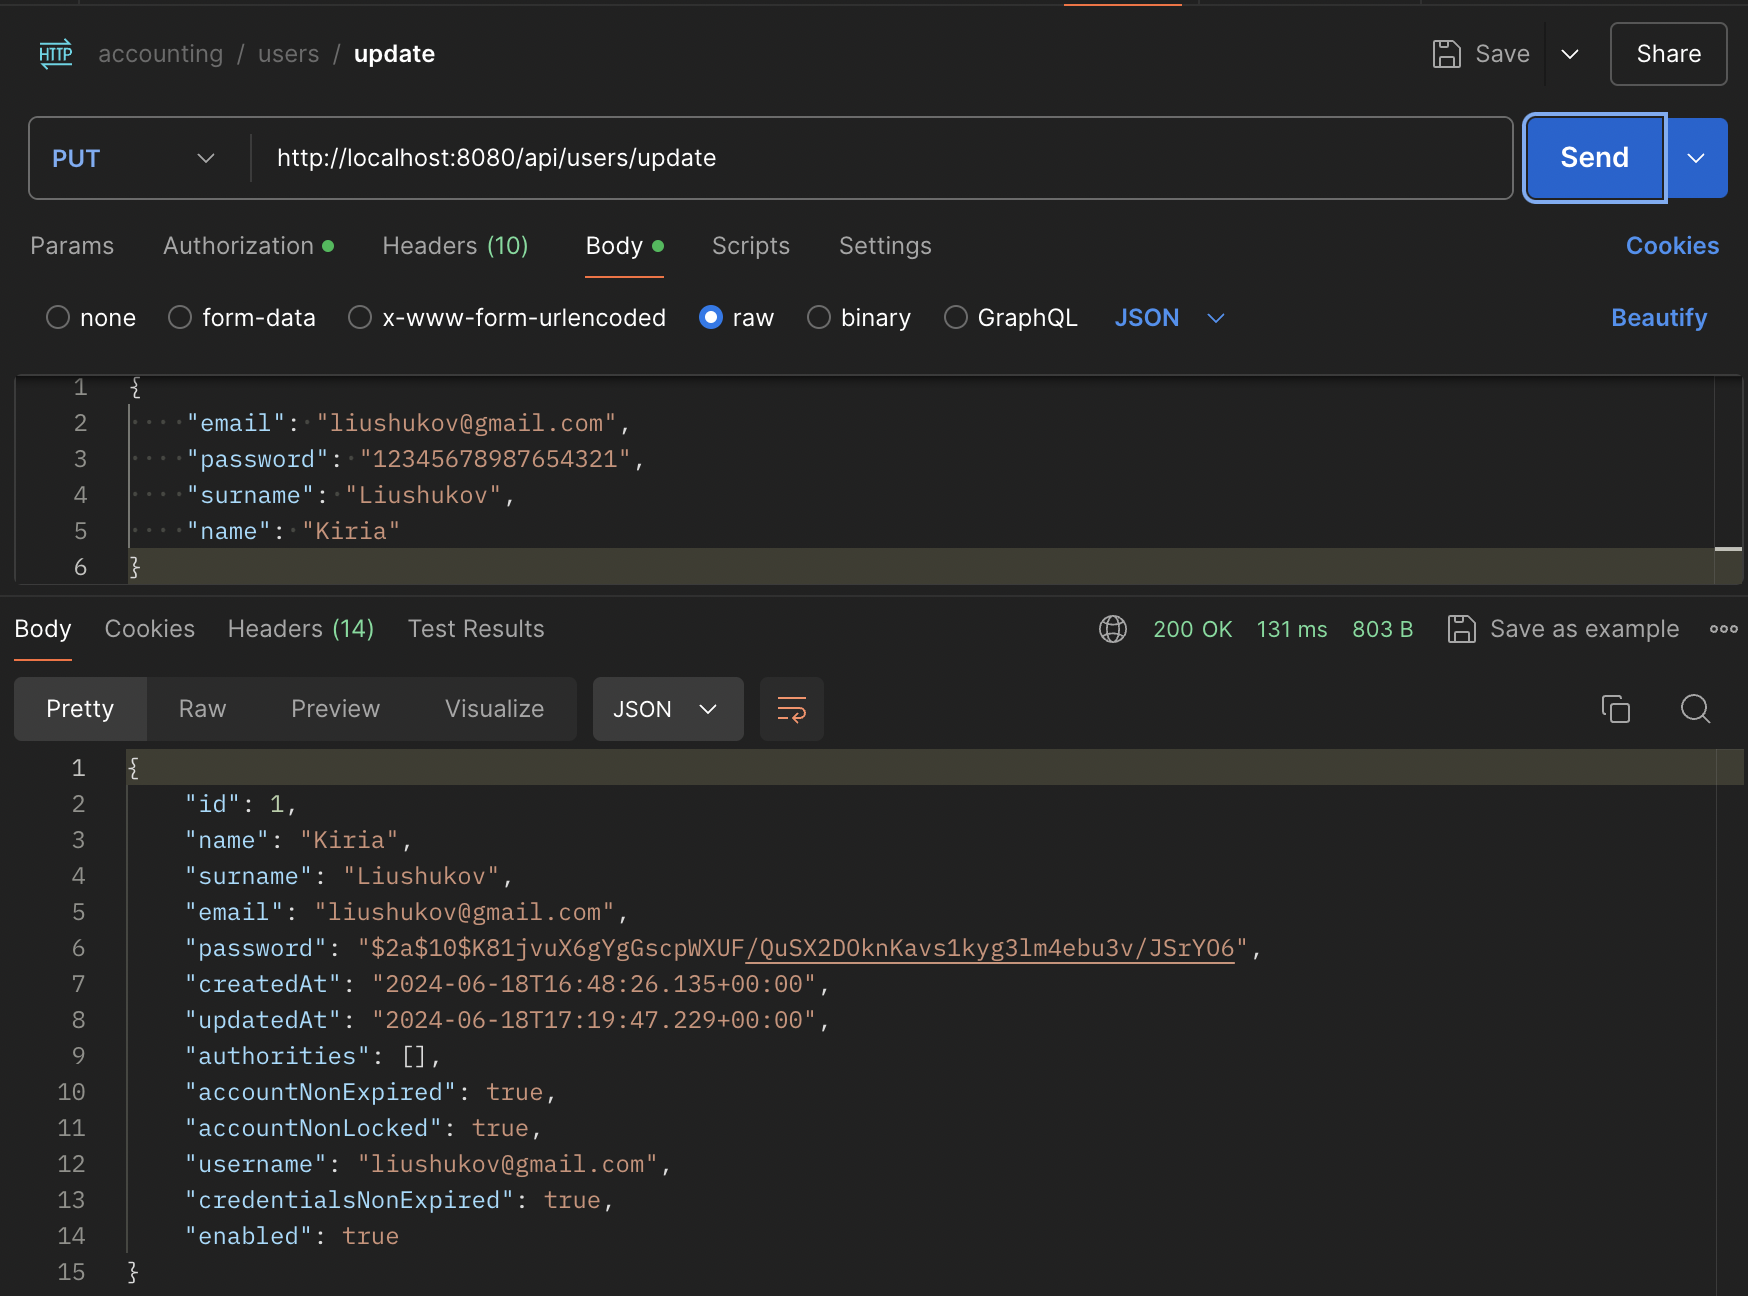 HTTP accounting / users / update Save Share
PUT http://localhost:8080/api/users/update Send
Params Authorization Headers (10) Body Scripts Settings Cookies
none form-data x-www-form-urlencoded raw binary GraphQL JSON Beautify
1 {
2 "email": "liushukov@gmail.com",
3 "password": "12345678987654321",
4 "surname": "Liushukov",
5 "name": "Kiria"
6 }
Body Cookies Headers (14) Test Results 200 OK 131 ms 803 B Save as example
Pretty Raw Preview Visualize JSON
1 {
2 "id": 1,
3 "name": "Kiria",
4 "surname": "Liushukov",
5 "email": "liushukov@gmail.com",
6 "password": "$2a$10$K81jvuX6gYgGscpWXUF/QuSX2DOknKavs1kyg3lm4ebu3v/JSrYO6",
7 "createdAt": "2024-06-18T16:48:26.135+00:00",
8 "updatedAt": "2024-06-18T17:19:47.229+00:00",
9 "authorities": [],
10 "accountNonExpired": true,
11 "accountNonLocked": true,
12 "username": "liushukov@gmail.com",
13 "credentialsNonExpired": true,
14 "enabled": true
15 }